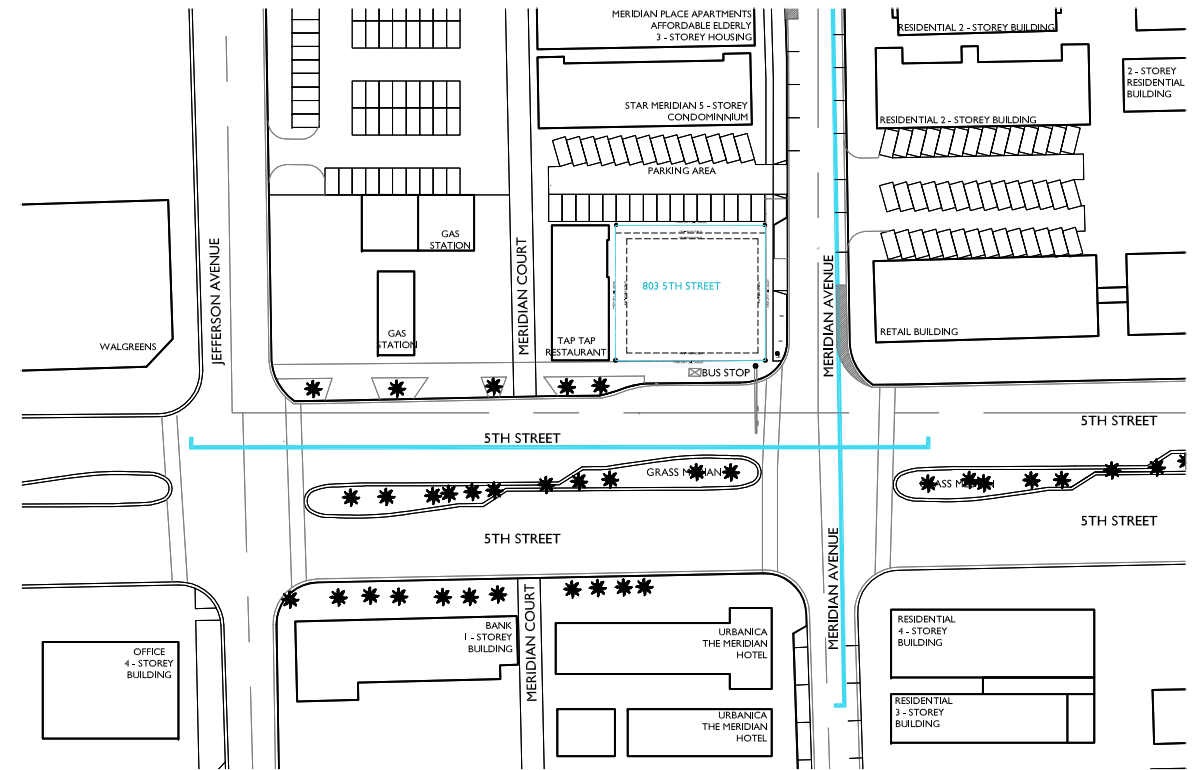 MERIDIAN PLACE APARTMENTS
AFFORDABLE ELDERLY
3 - STOREY HOUSING
RESIDENTIAL 2 - STOREY BUILDING
2 - STOREY
RESIDENTIAL
BUILDING
STAR MERIDIAN 5 - STOREY
CONDOMINNIUM
RESIDENTIAL 2 - STOREY BUILDING
PARKING AREA
GAS
STATION
JEFFERSON AVENUE
MERIDIAN COURT
803 5TH STREET
MERIDIAN AVENUE
GAS
STATION
TAP TAP
RESTAURANT
RETAIL BUILDING
WALGREENS
BUS STOP
5TH STREET
5TH STREET
GRASS MEDIAN
GRASS MEDIAN
5TH STREET
5TH STREET
MERIDIAN AVENUE
MERIDIAN COURT
BANK
1 - STOREY
BUILDING
URBANICA
THE MERIDIAN
HOTEL
RESIDENTIAL
4 - STOREY
BUILDING
OFFICE
4 - STOREY
BUILDING
URBANICA
THE MERIDIAN
HOTEL
RESIDENTIAL
3 - STOREY
BUILDING